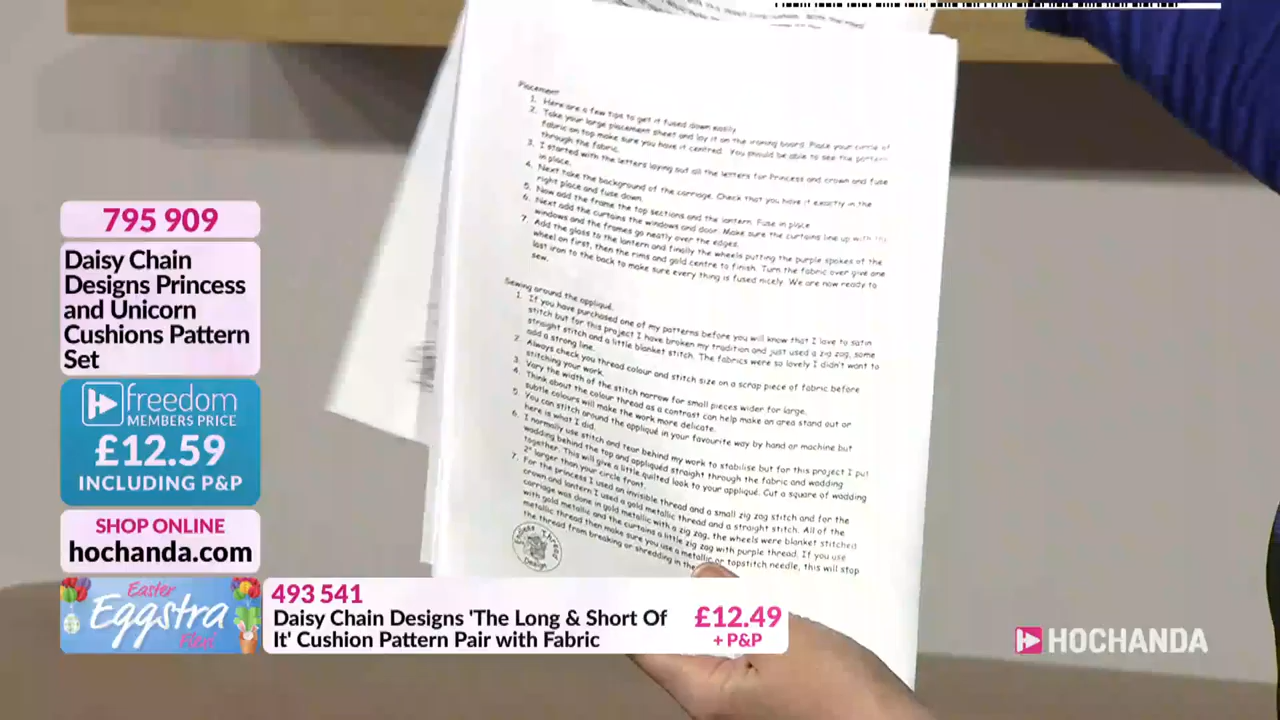 Placement
1. Here are a few tips to get it fused down easily
2. Take your large placement sheet and lay it on the ironing board. Place your circle of
fabric on top make sure you have it centred. You should be able to see the pattern
through the fabric.
3. I started with the letters laying out all the letters for Princess and crown and fuse
in place.
4. Next take the background of the carriage. Check that you have it exactly in the
right place and fuse down.
5. Now add the frame the top sections and the lantern. Fuse in place
6. Next add the curtains the windows and door. Make sure the curtains line up with the
windows and the frames go neatly over the edges.
7. Add the glass to the lantern and finally the wheels putting the purple spokes of the
wheel on first, then the rims and gold centre to finish. Turn the fabric over give one
last iron to the back to make sure every thing is fused nicely. We are now ready to
sew.
Sewing around the appliqué.
1. If you have purchased one of my patterns before you will know that I love to satin
stitch but for this project I have broken my tradition and just used a zig zag, some
straight stitch and a little blanket stitch. The fabrics were so lovely I didn't want to
add a strong line.
2. Always check you thread colour and stitch size on a scrap piece of fabric before
stitching your work.
3. Vary the width of the stitch narrow for small pieces wider for large.
4. Think about the colour thread as a contrast can help make an area stand out or
subtle colours will make the work more delicate.
5. You can stitch around the appliqué in your favourite way by hand or machine but
here is what I did.
6. I normally use stitch and tear behind my work to stabilise but for this project I put
wadding behind the top and appliquéd straight through the fabric and wadding
together. This will give a little quilted look to your appliqué. Cut a square of wadding
2" larger than your circle front.
7. For the princess I used an invisible thread and a small zig zag stitch and for the
crown and lantern I used a gold metallic thread and a straight stitch. All of the
carriage was done in gold metallic with a zig zag, the wheels were blanket stitched
with gold metallic and the curtains a little zig zag with purple thread. If you use
metallic thread then make sure you use a metallic or topstitch needle, this will stop
the thread from breaking or shredding in the
Thread
Design
795 909
Daisy Chain
Designs Princess
and Unicorn
Cushions Pattern
Set
freedom
MEMBERS PRICE
£12.59
INCLUDING P&P
SHOP ONLINE
hochanda.com
Easter
Eggstra
493 541
Daisy Chain Designs 'The Long & Short Of
It' Cushion Pattern Pair with Fabric
£12.49
+ P&P
HOCHANDA